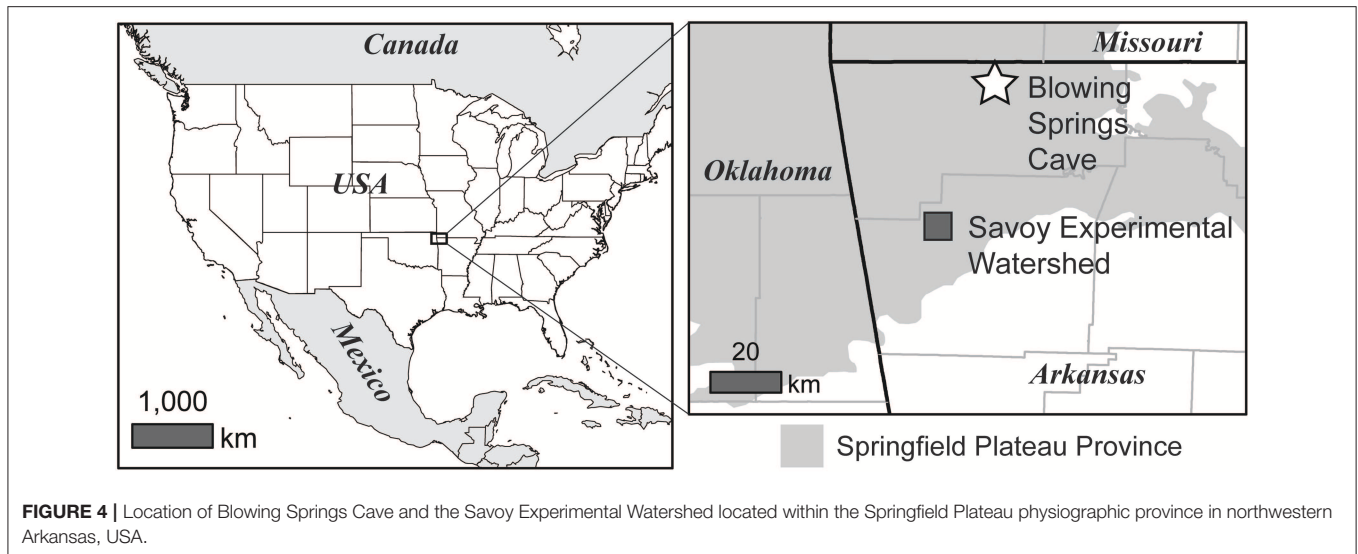 Canada
USA
Mexico
1,000
km
Missouri
Blowing
Springs
Cave
Oklahoma
Savoy Experimental
Watershed
20
km
Arkansas
Springfield Plateau Province
FIGURE 4 | Location of Blowing Springs Cave and the Savoy Experimental Watershed located within the Springfield Plateau physiographic province in northwestern
Arkansas, USA.